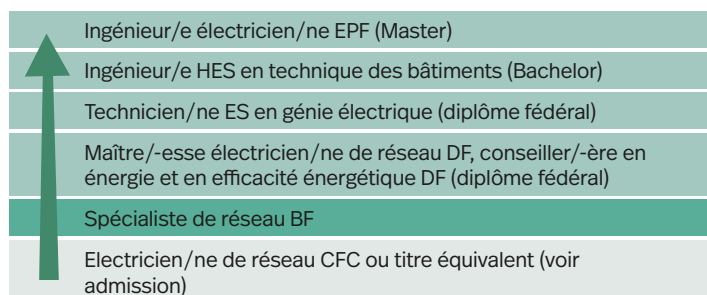 Ingénieur/e électricien/ne EPF (Master)
Ingénieur/e HES en technique des bâtiments (Bachelor)
Technicien/ne ES en génie électrique (diplôme fédéral)
Maître/-esse électricien/ne de réseau DF, conseiller/-ère en
énergie et en efficacité énergétique DF (diplôme fédéral)
Spécialiste de réseau BF
Electricien/ne de réseau CFC ou titre équivalent (voir
admission)